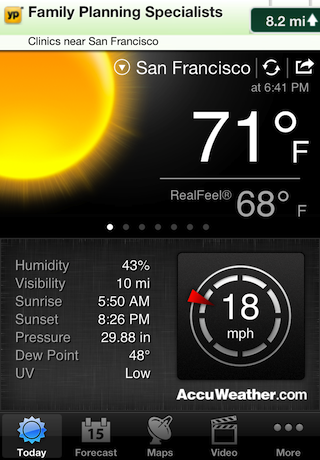 yp
Family Planning Specialists
8.2 mi
Clinics near San Francisco
San Francisco
at 6:41 PM
71° F
RealFeel® 68° F
Humidity 43%
Visibility 10 mi
Sunrise 5:50 AM
Sunset 8:26 PM
Pressure 29.88 in
Dew Point 48°
UV Low
18
mph
AccuWeather.com
15
Today Forecast Maps Video More